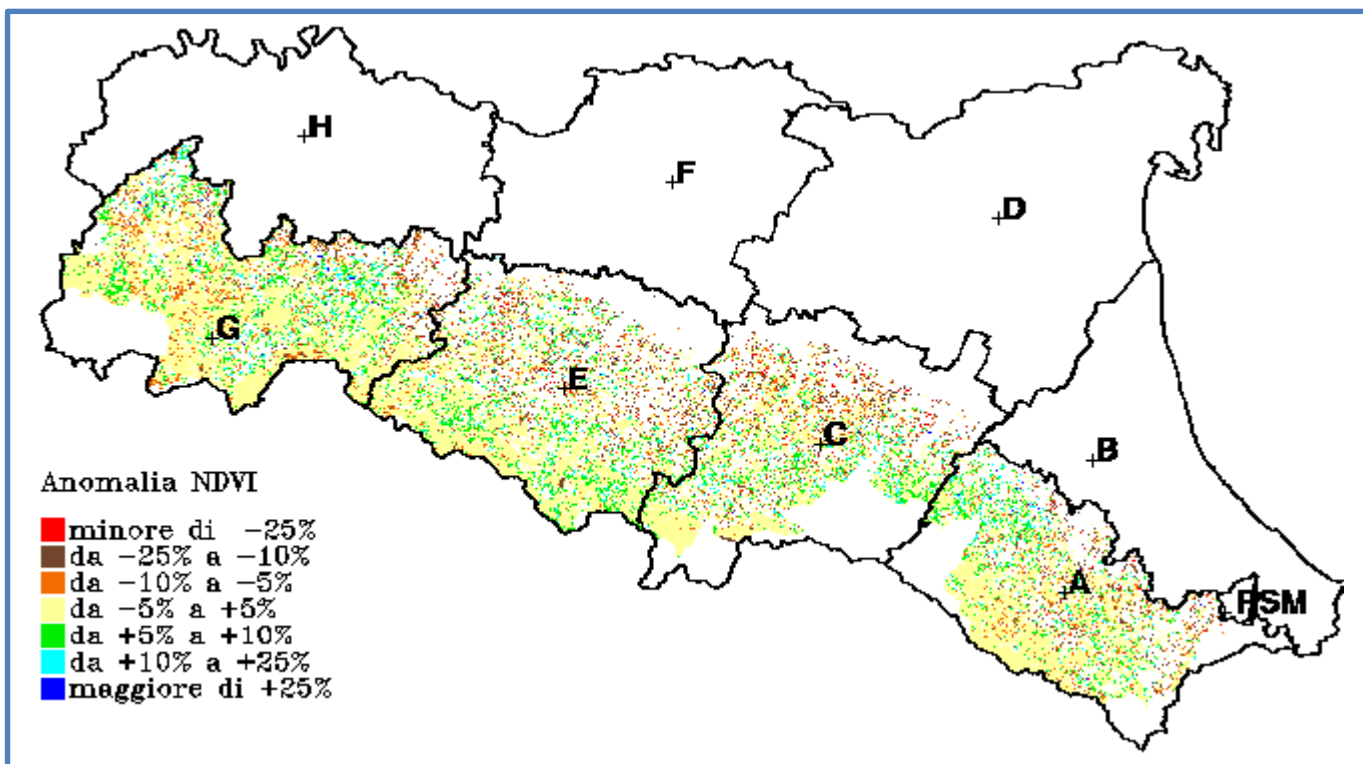 H
F
D
G
E
C
B
A
RSM
Anomalia NDVI
minore di -25%
da -25% a -10%
da -10% a -5%
da -5% a +5%
da +5% a +10%
da +10% a +25%
maggiore di +25%